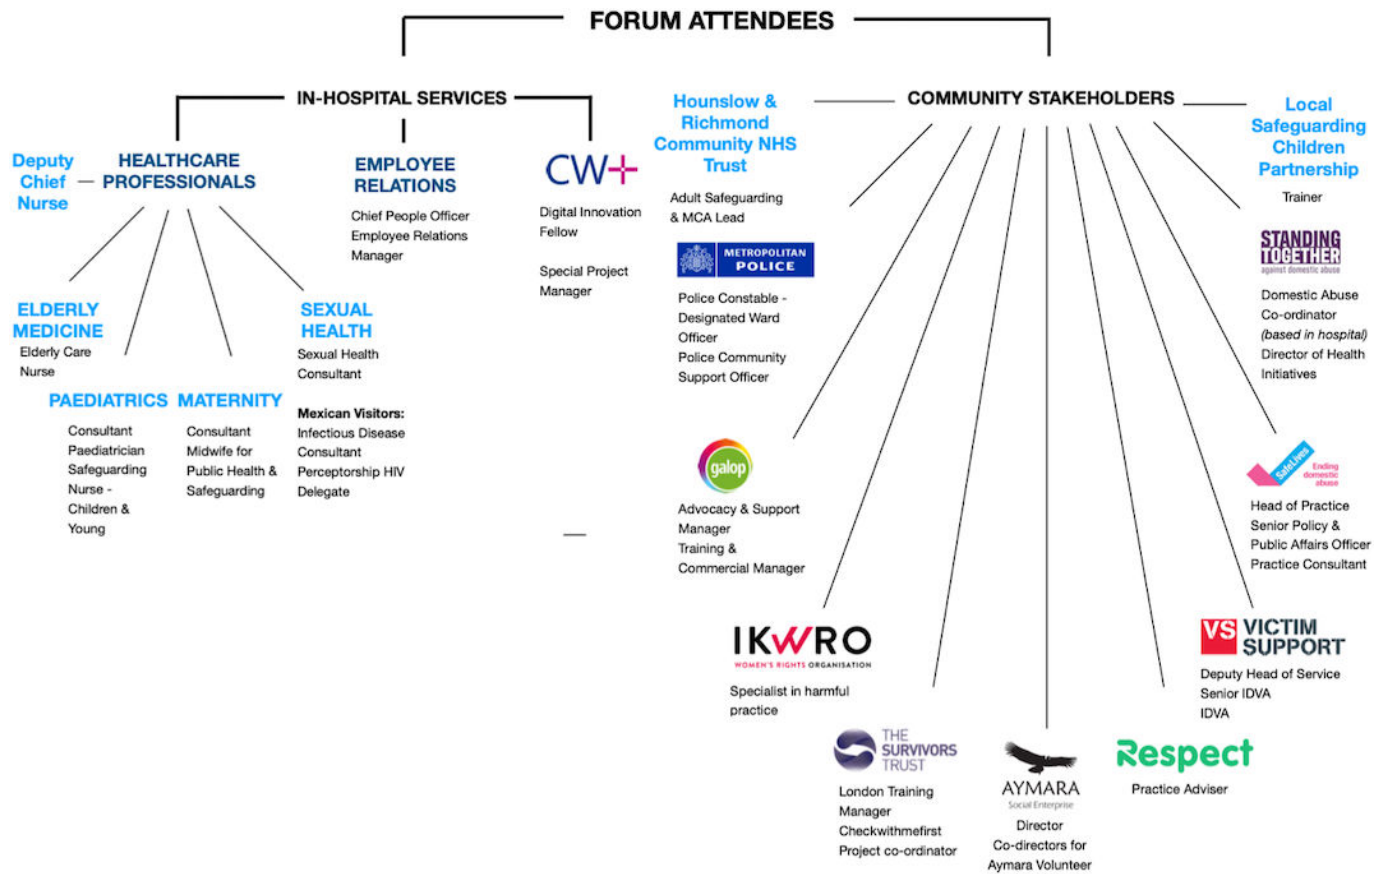 FORUM ATTENDEES
IN-HOSPITAL SERVICES
Deputy
Chief
Nurse
HEALTHCARE
PROFESSIONALS
EMPLOYEE
RELATIONS
Chief People Officer
Employee Relations
Manager
CW+
Digital Innovation
Fellow
Special Project
Manager
ELDERLY
MEDICINE
Elderly Care
Nurse
PAEDIATRICS
Consultant
Paediatrician
Safeguarding
Nurse -
Children &
Young
MATERNITY
Consultant
Midwife for
Public Health &
Safeguarding
SEXUAL
HEALTH
Sexual Health
Consultant
Mexican Visitors:
Infectious Disease
Consultant
Perceptorship HIV
Delegate
COMMUNITY STAKEHOLDERS
Hounslow &
Richmond
Community NHS
Trust
Adult Safeguarding
& MCA Lead
METROPOLITAN
POLICE
Police Constable -
Designated Ward
Officer
Police Community
Support Officer
galop
Advocacy & Support
Manager
Training &
Commercial Manager
IKWRO
WOMEN'S RIGHTS ORGANISATION
Specialist in harmful
practice
THE
SURVIVORS
TRUST
London Training
Manager
Checkwithmefirst
Project co-ordinator
AYMARA
Social Enterprise
Director
Co-directors for
Aymara Volunteer
Respect
Practice Adviser
VS VICTIM
SUPPORT
Deputy Head of Service
Senior IDVA
IDVA
SafeLives
Ending
domestic
abuse
Head of Practice
Senior Policy &
Public Affairs Officer
Practice Consultant
STANDING
TOGETHER
against domestic abuse
Domestic Abuse
Co-ordinator
(based in hospital)
Director of Health
Initiatives
Local
Safeguarding
Children
Partnership
Trainer